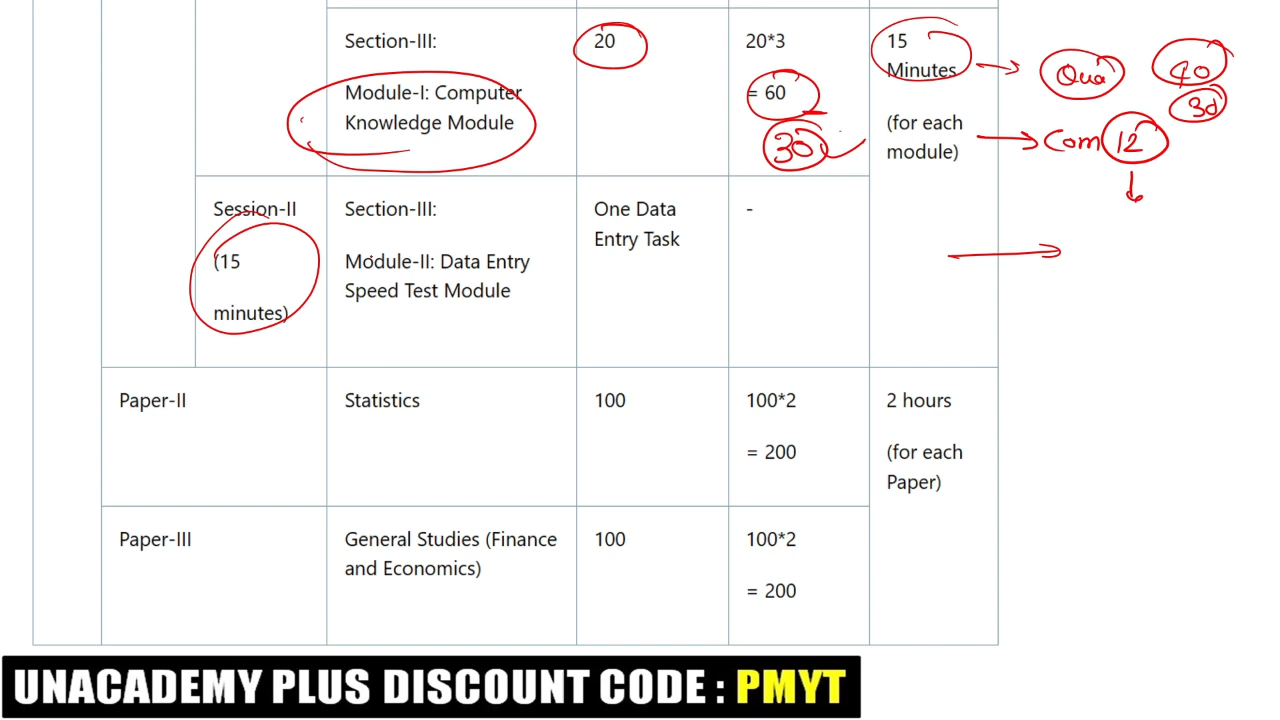 Section-III:
20
20*3
15
Minutes
Qua
40
30
Module-I: Computer
Knowledge Module
= 60
30
(for each
module)
Com 12
Session-II
(15
minutes)
Section-III:
Module-II: Data Entry
Speed Test Module
One Data
Entry Task
-
Paper-II
Statistics
100
100*2
= 200
2 hours
(for each
Paper)
Paper-III
General Studies (Finance
and Economics)
100
100*2
= 200
UNACADEMY PLUS DISCOUNT CODE : PMYT